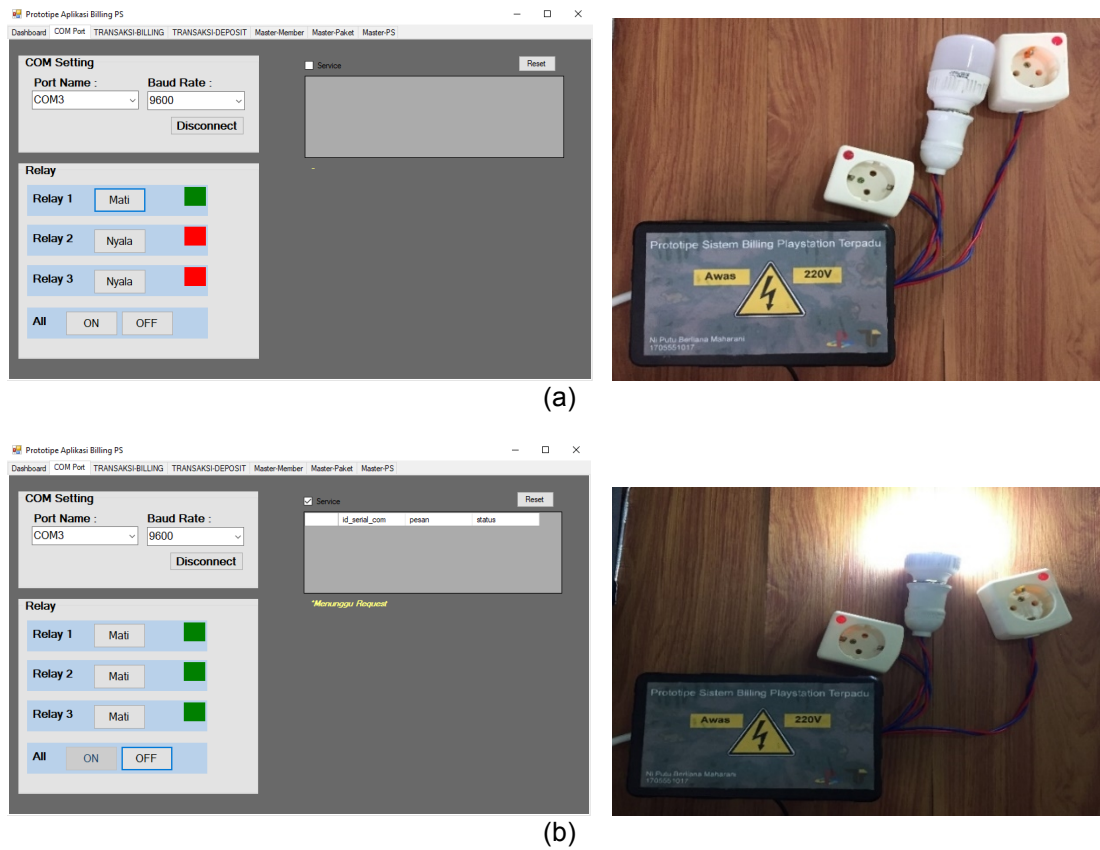 Prototipe Aplikasi Billing PS
Dashboard COM Port TRANSAKSI-BILLING TRANSAKSI-DEPOSIT Master-Member Master-Paket Master-PS
COM Setting
Port Name : Baud Rate :
COM3 9600
Disconnect
Service Reset
-
Relay
Relay 1 Mati
Relay 2 Nyala
Relay 3 Nyala
All ON OFF
Prototipe Sistem Billing Playstation Terpadu
Awas 220V
Ni Putu Bertiana Maharani
1705551017
(a)
Prototipe Aplikasi Billing PS
Dashboard COM Port TRANSAKSI-BILLING TRANSAKSI-DEPOSIT Master-Member Master-Paket Master-PS
COM Setting
Port Name : Baud Rate :
COM3 9600
Disconnect
Service Reset
id_serial_com pesan status
*Menunggu Request
Relay
Relay 1 Mati
Relay 2 Mati
Relay 3 Mati
All ON OFF
Prototipe Sistem Billing Playstation Terpadu
Awas 220V
Ni Putu Bertiana Maharani
1705551017
(b)